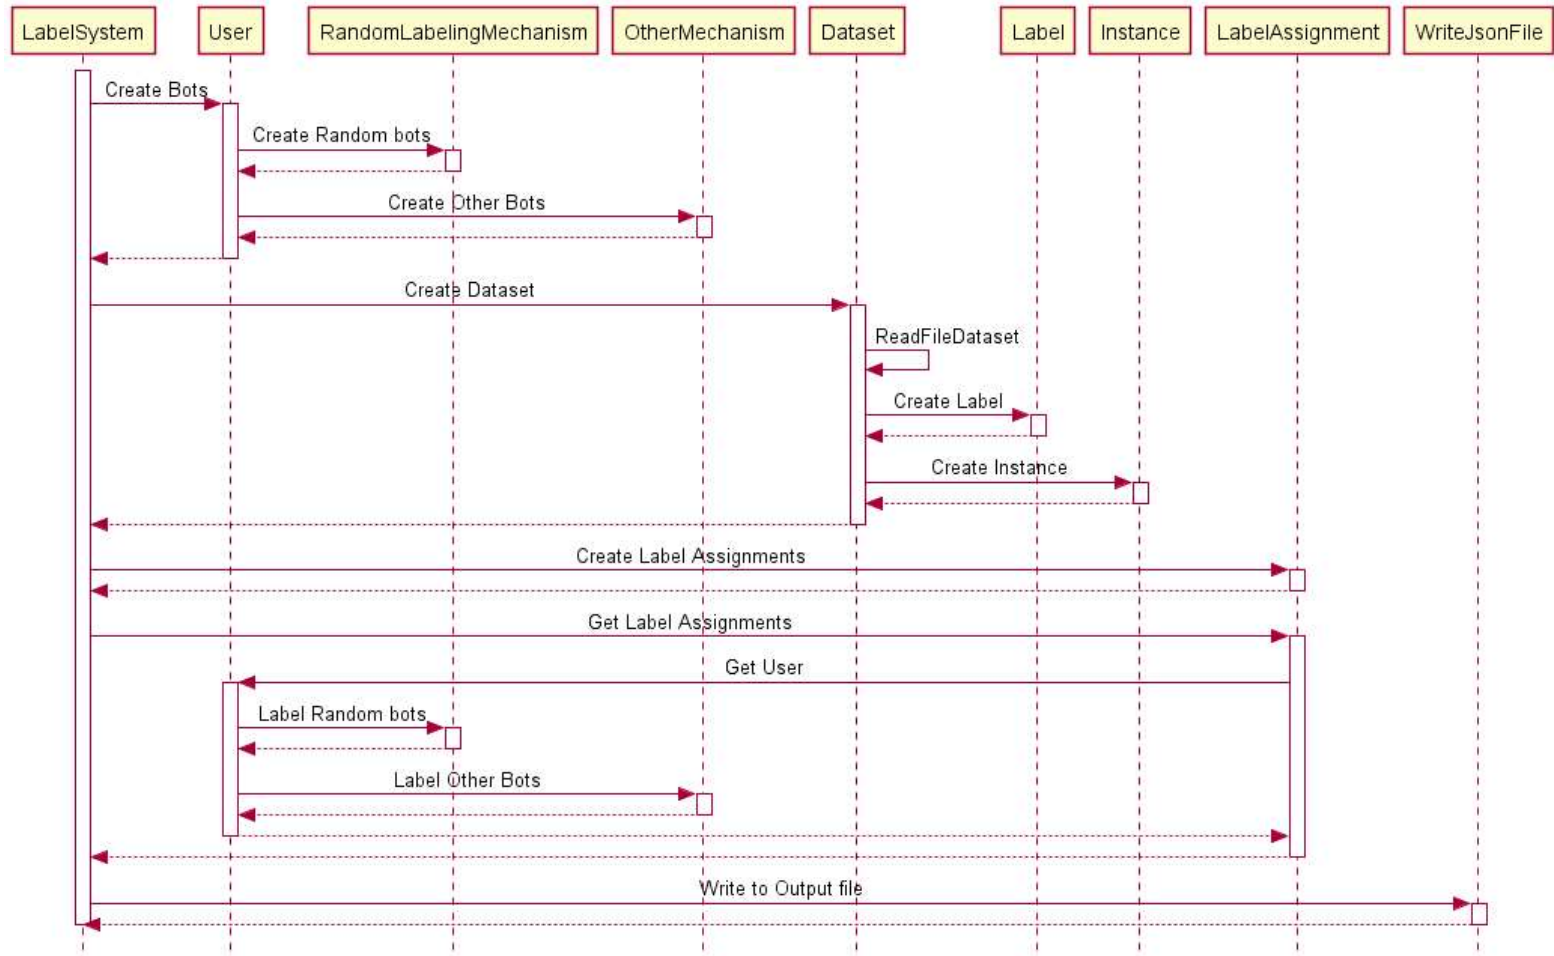 LabelSystem User RandomLabelingMechanism OtherMechanism Dataset Label Instance LabelAssignment WriteJsonFile
Create Bots
Create Random bots
Create Other Bots
Create Dataset
ReadFileDataset
Create Label
Create Instance
Create Label Assignments
Get Label Assignments
Get User
Label Random bots
Label Other Bots
Write to Output file